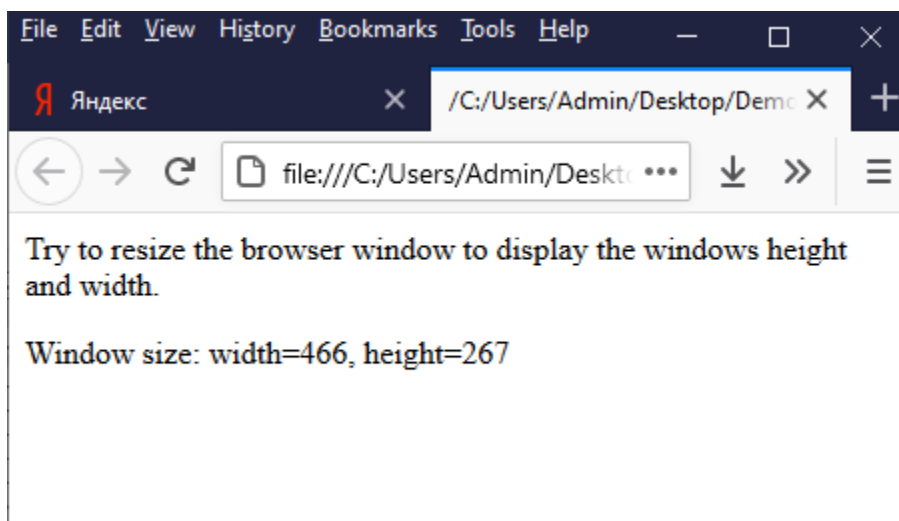 File Edit View History Bookmarks Tools Help
Я Яндекс /C:/Users/Admin/Desktop/Demo
file:///C:/Users/Admin/Deskto
Try to resize the browser window to display the windows height
and width.
Window size: width=466, height=267